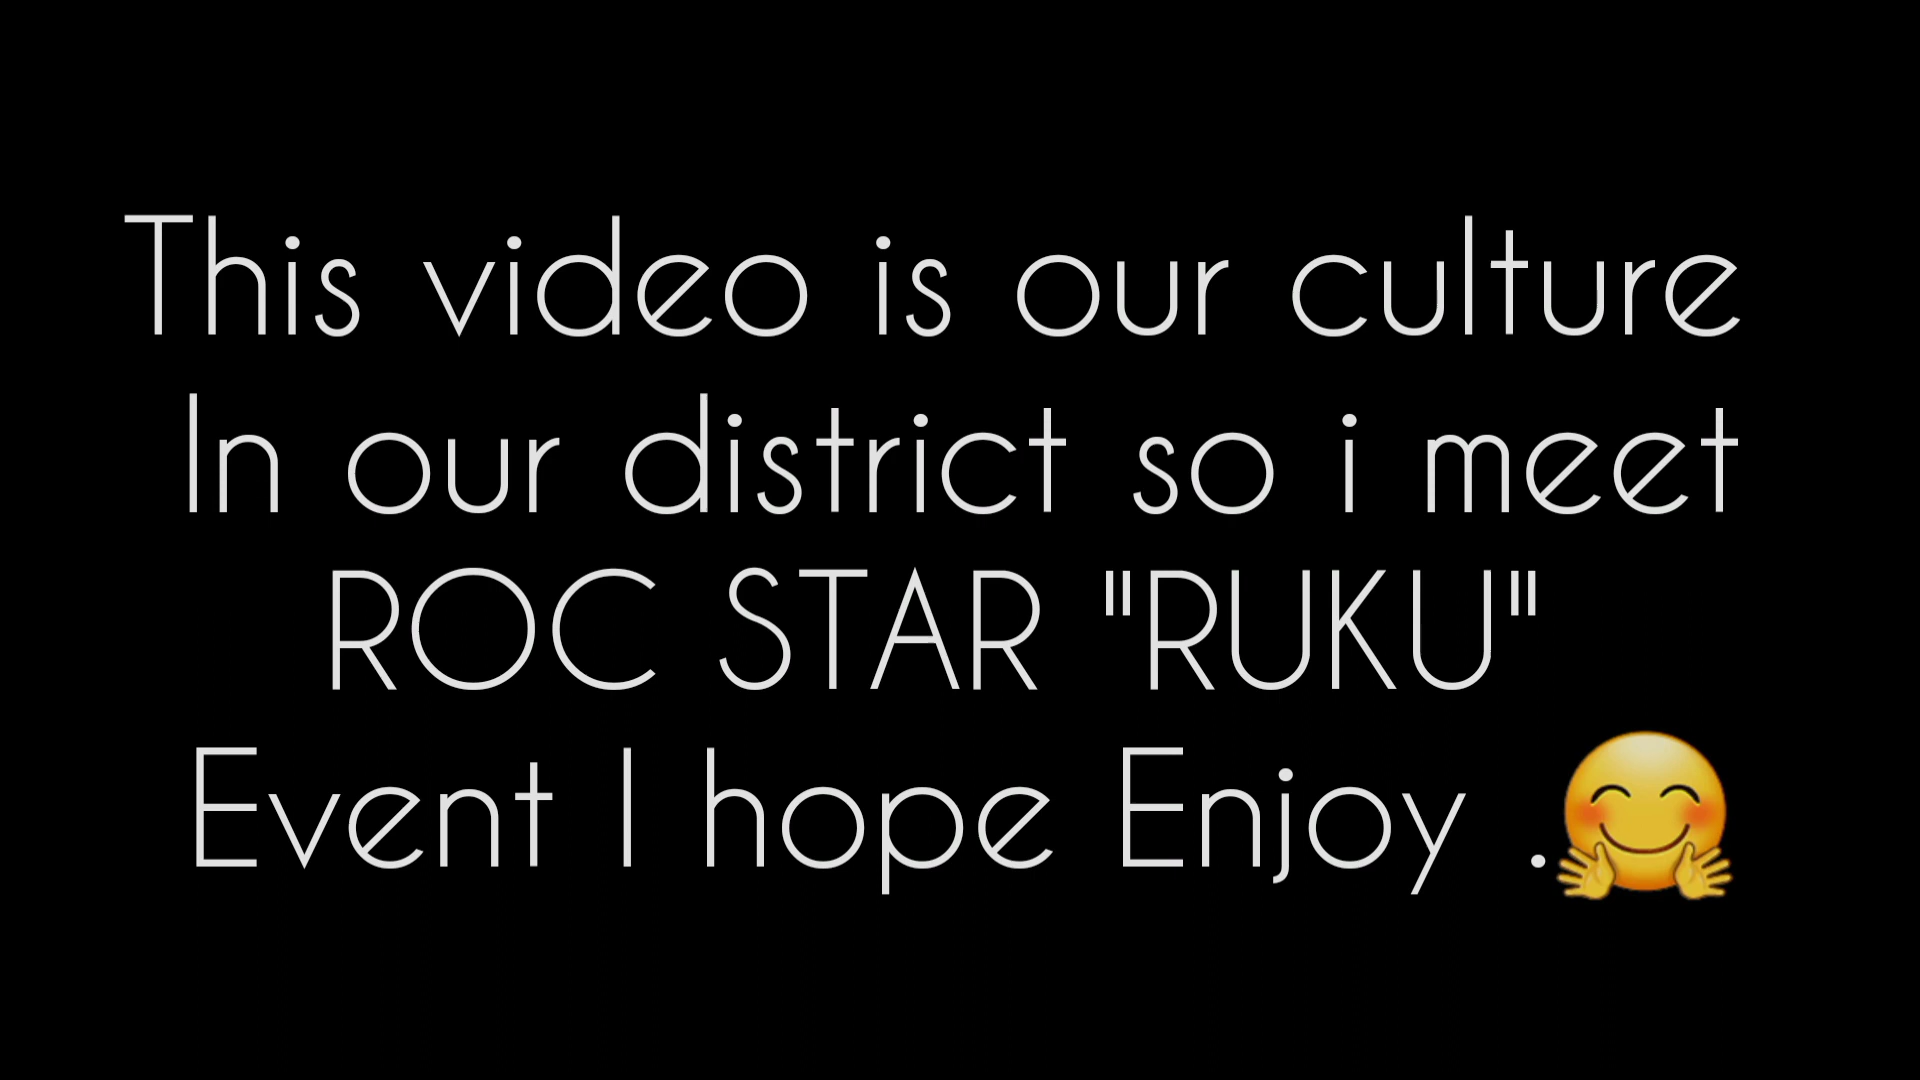 This video is our culture
In our district so i meet
ROC STAR "RUKU"
Event I hope Enjoy .🤗